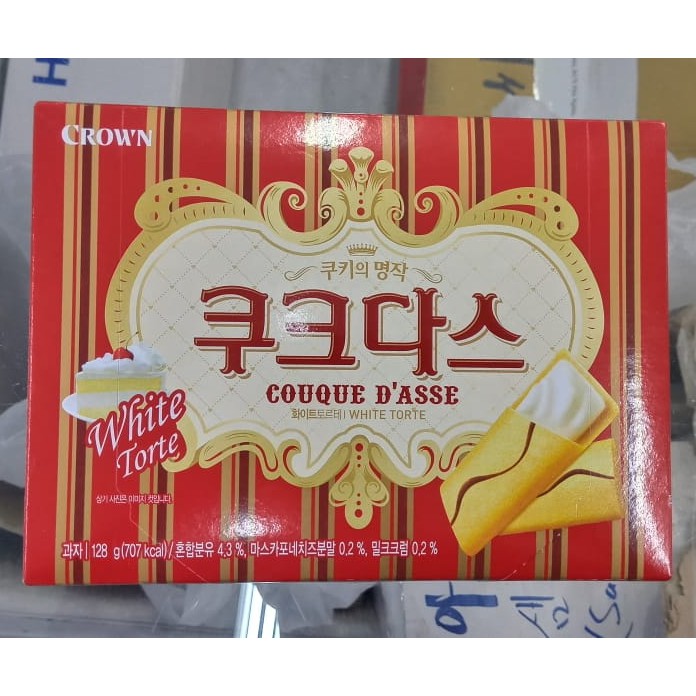 CROWN
쿠키의 명작
쿠크다스
COUQUE D'ASSE
화이트토르테 | WHITE TORTE
White
Torte
상기 사진은 이미지 컷입니다.
과자 | 128 g(707 kcal) / 혼합분유 4.3 %, 마스카포네치즈분말 0.2 %, 밀크크림 0.2 %
H